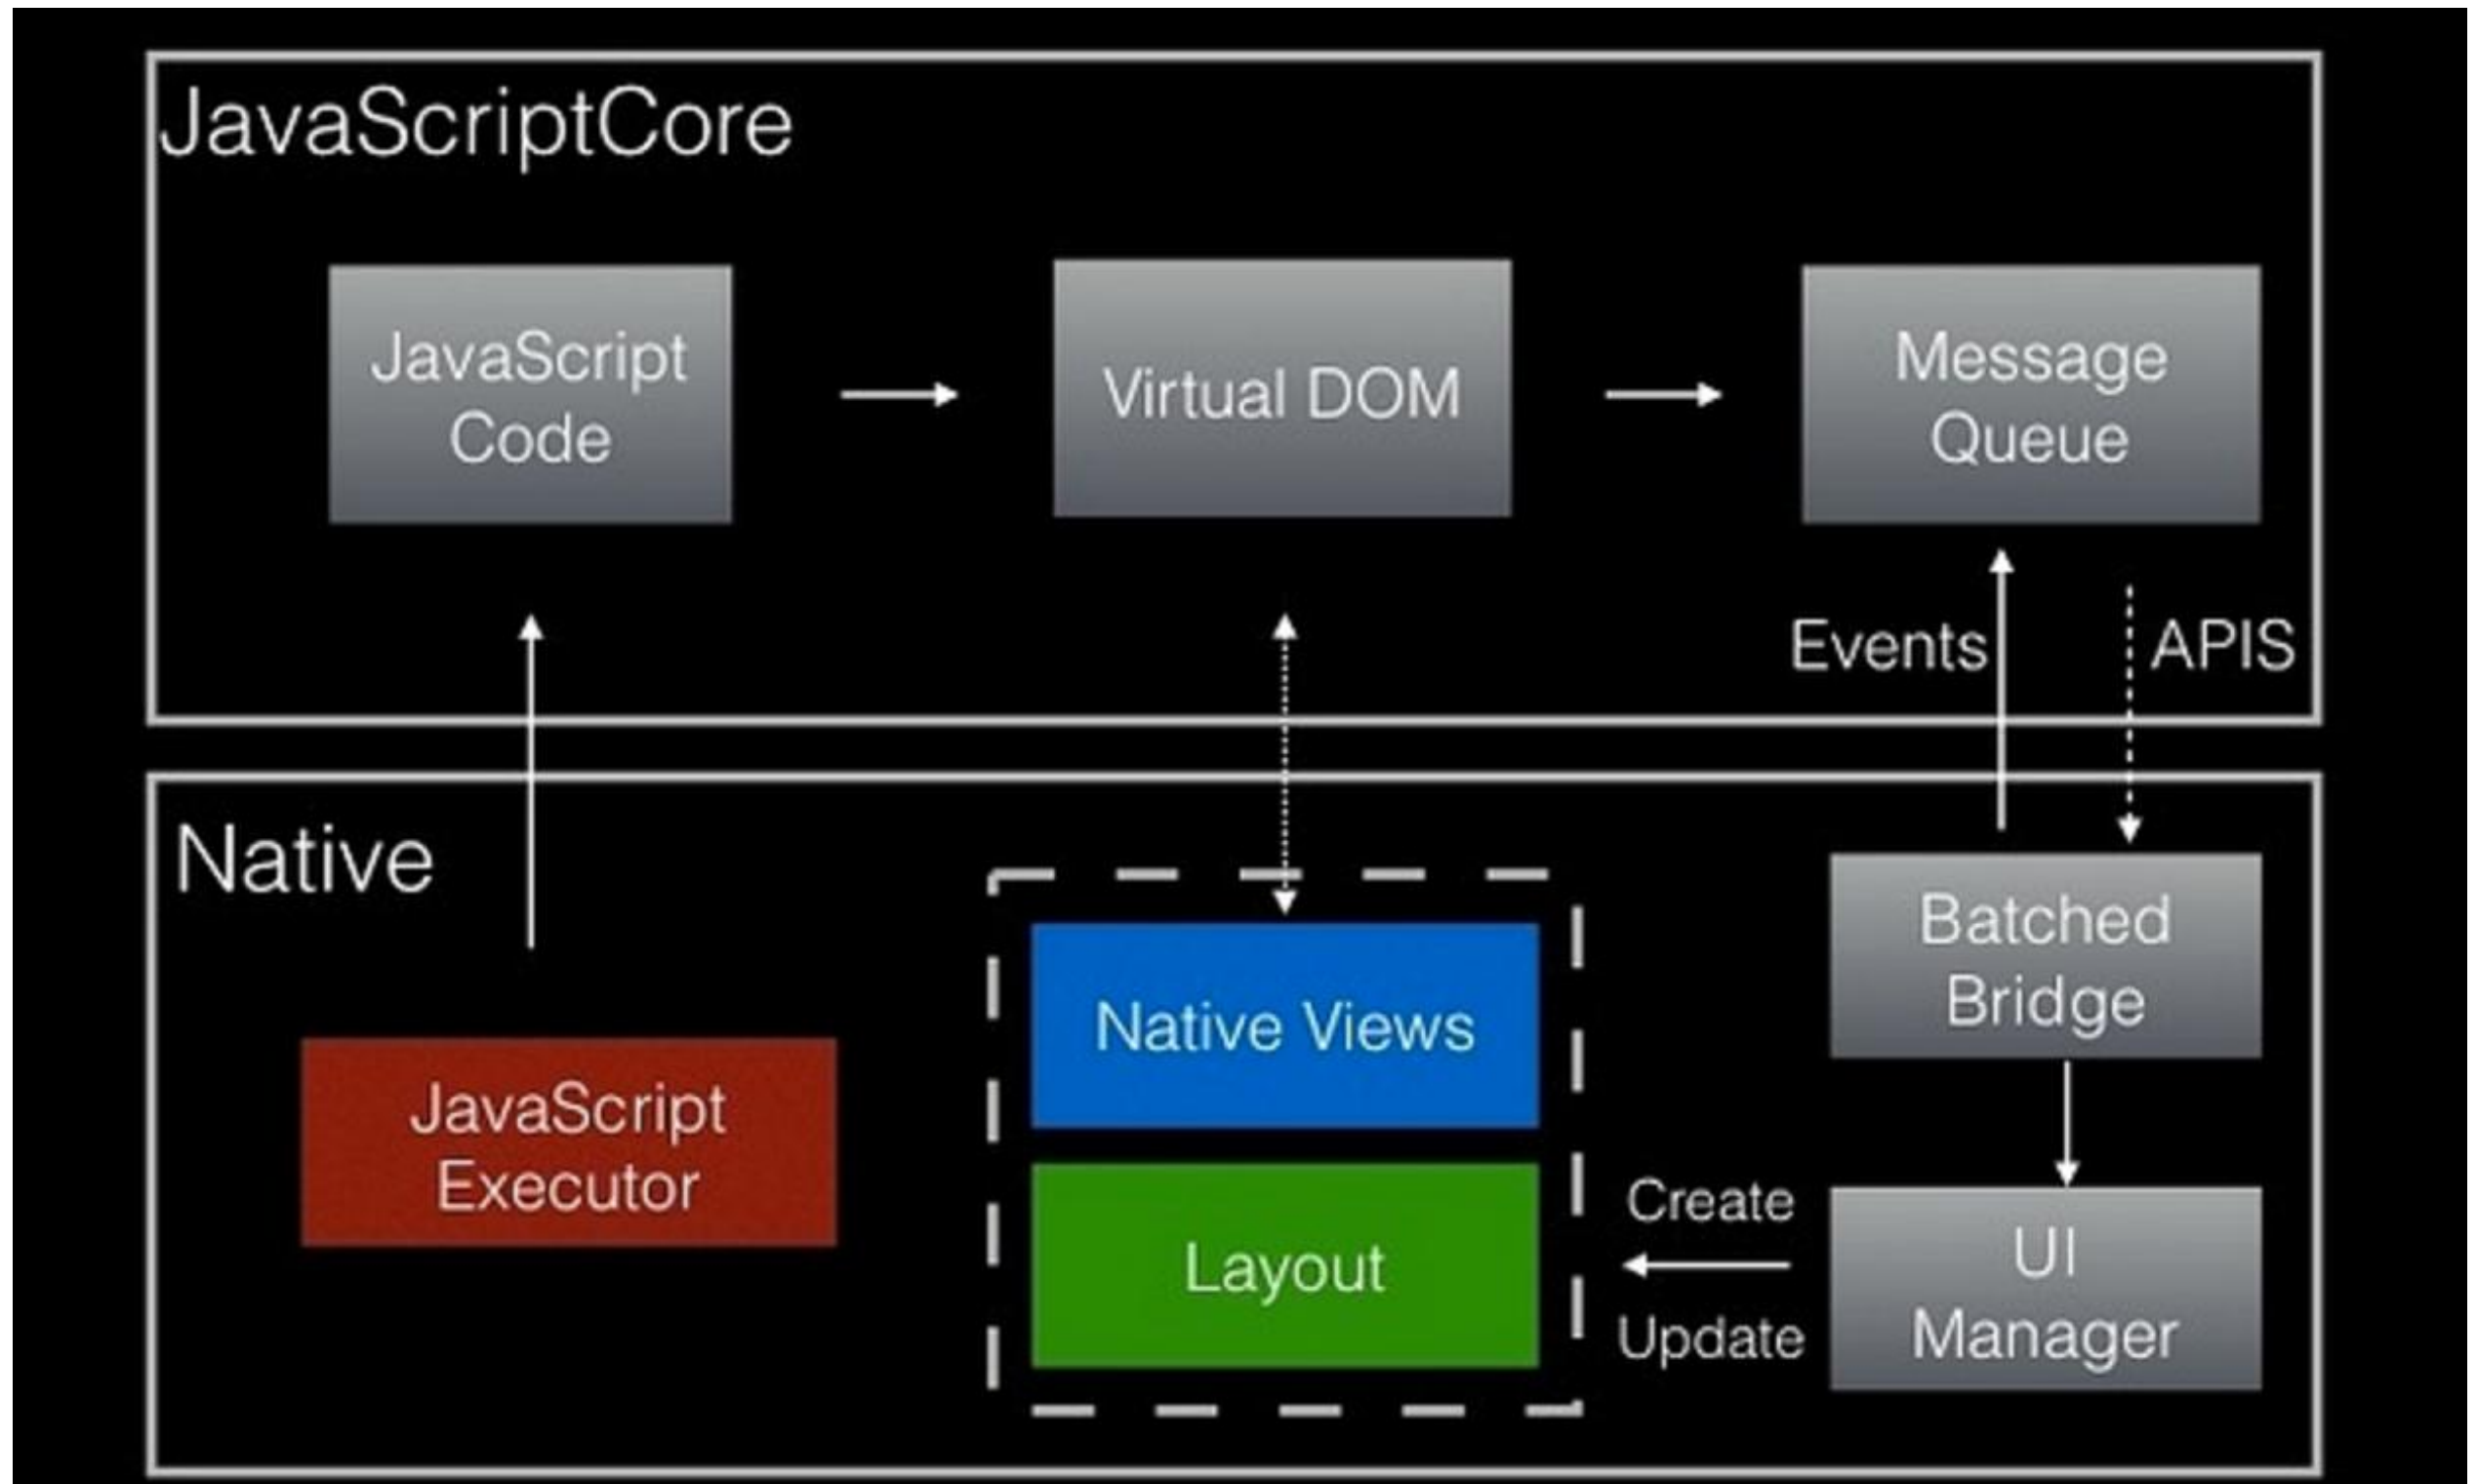 JavaScriptCore
JavaScript
Code
Virtual DOM
Message
Queue
Events
APIS
Native
JavaScript
Executor
Native Views
Layout
Batched
Bridge
Create
Update
UI
Manager